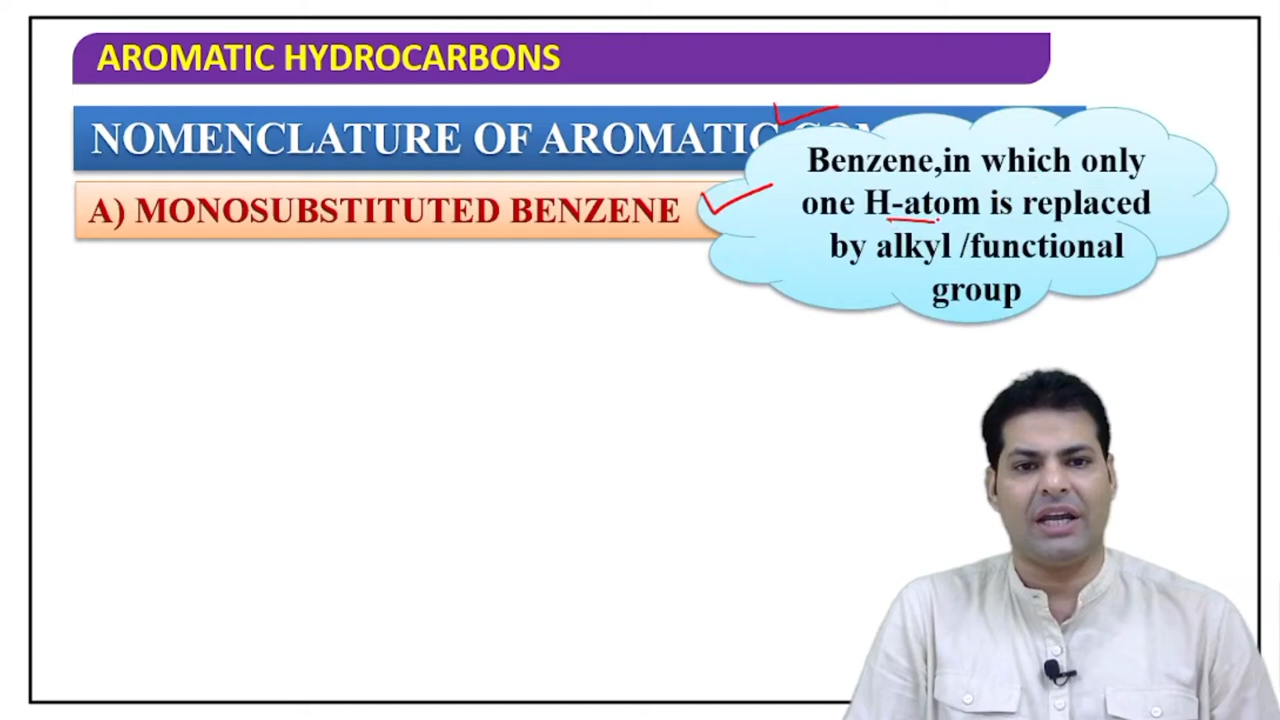 AROMATIC HYDROCARBONS
NOMENCLATURE OF AROMATIC
A) MONOSUBSTITUTED BENZENE
Benzene,in which only
one H-atom is replaced
by alkyl /functional
group